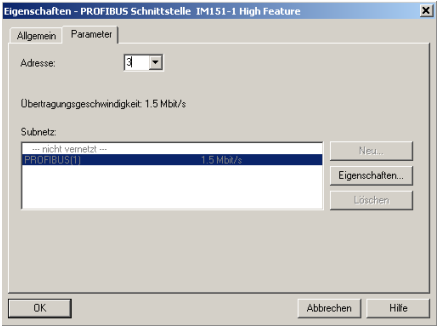 Eigenschaften - PROFIBUS Schnittstelle IM151-1 High Feature
Allgemein Parameter
Adresse: 3
Übertragungsgeschwindigkeit: 1.5 Mbit/s
Subnetz:
--- nicht vernetzt ---
PROFIBUS(1) 1.5 Mbit/s
Neu...
Eigenschaften...
Löschen
OK Abbrechen Hilfe